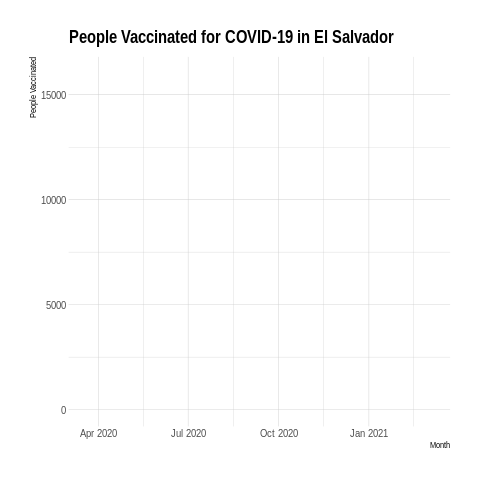 People Vaccinated for COVID-19 in El Salvador
People Vaccinated
15000
10000
5000
0
Apr 2020
Jul 2020
Oct 2020
Jan 2021
Month